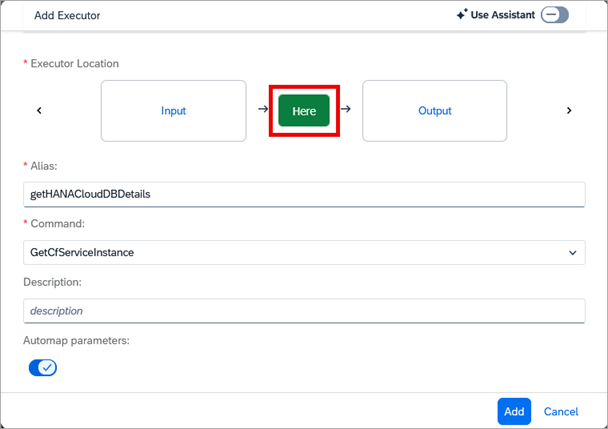 Add Executor
Use Assistant
* Executor Location
Input
Here
Output
* Alias:
getHANACloudDBDetails
* Command:
GetCfServiceInstance
Description:
description
Automap parameters:
Add
Cancel